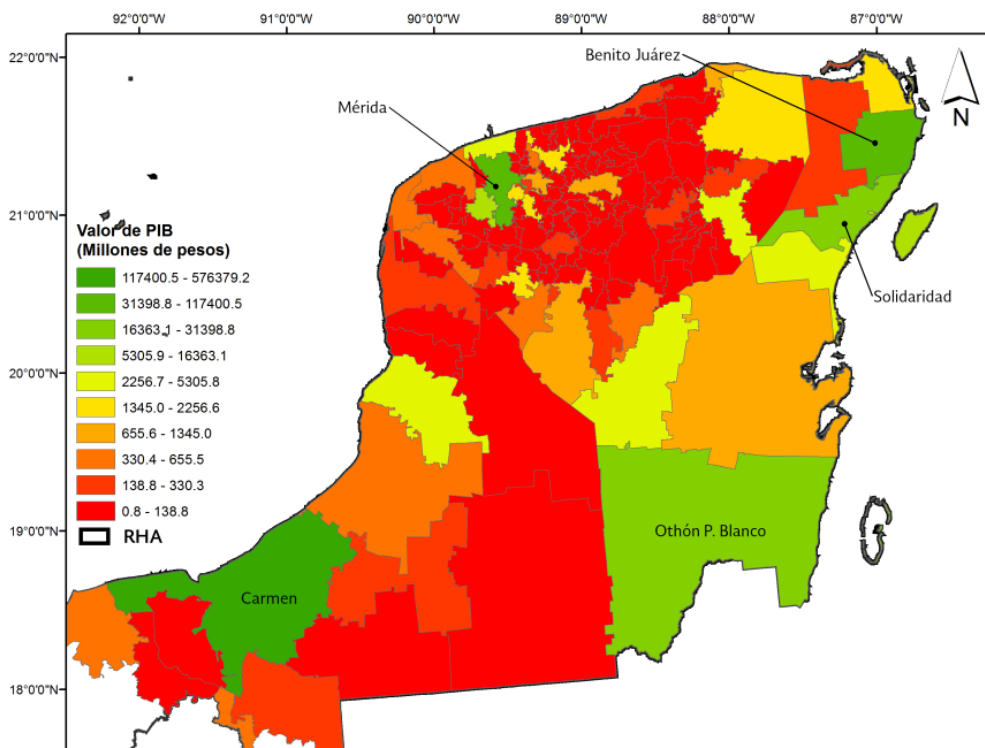 92°0'0"W 91°0'0"W 90°0'0"W 89°0'0"W 88°0'0"W 87°0'0"W
22°0'0"N
21°0'0"N
20°0'0"N
19°0'0"N
18°0'0"N
Benito Juárez
Mérida
N
Valor de PIB
(Millones de pesos)
117400.5 - 576379.2
31398.8 - 117400.5
16363.1 - 31398.8
5305.9 - 16363.1
2256.7 - 5305.8
1345.0 - 2256.6
655.6 - 1345.0
330.4 - 655.5
138.8 - 330.3
0.8 - 138.8
RHA
Solidaridad
Othón P. Blanco
Carmen